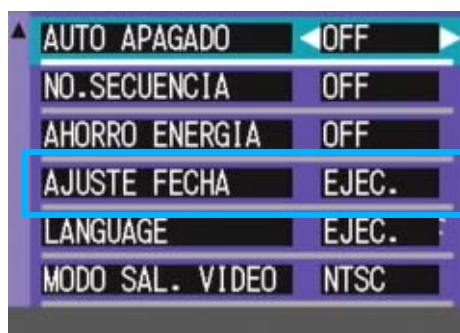 AUTO APAGADO OFF
NO.SECUENCIA OFF
AHORRO ENERGIA OFF
AJUSTE FECHA EJEC.
LANGUAGE EJEC.
MODO SAL. VIDEO NTSC